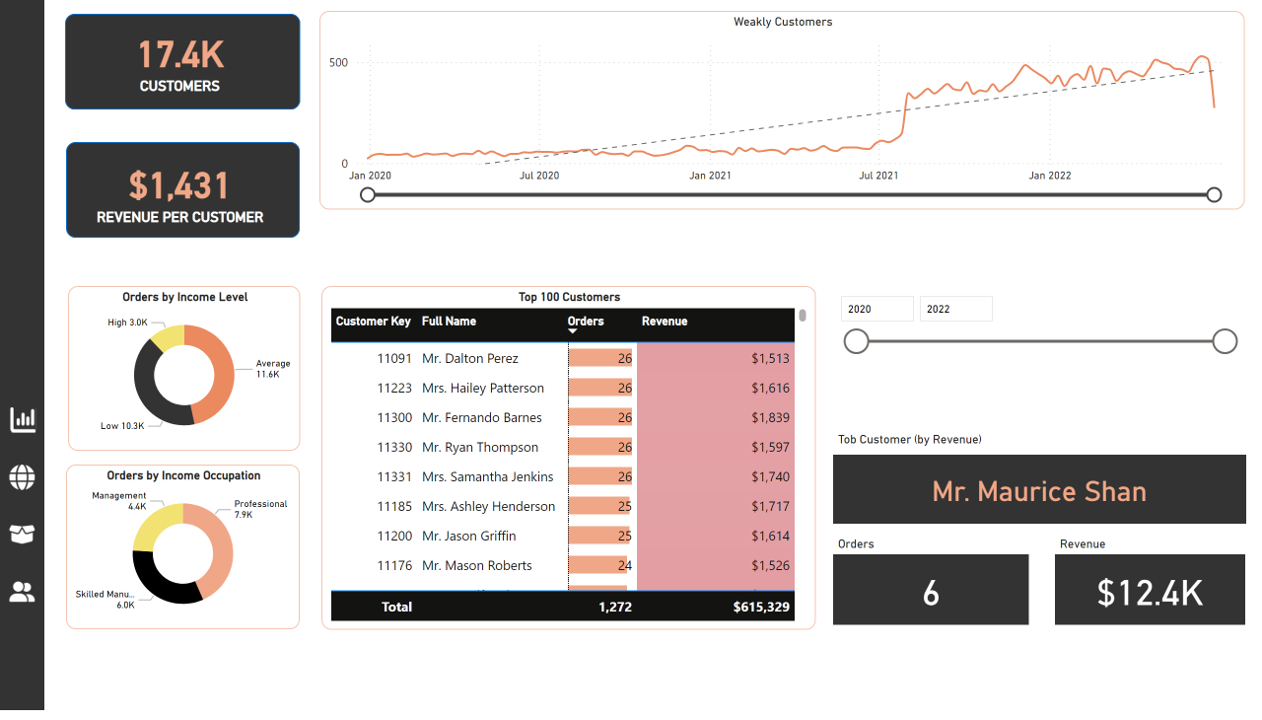 17.4K
CUSTOMERS
$1,431
REVENUE PER CUSTOMER
Weakly Customers
500
0
Jan 2020 Jul 2020 Jan 2021 Jul 2021 Jan 2022
Orders by Income Level
High 3.0K
Average
11.6K
Low 10.3K
Orders by Income Occupation
Management
4.4K
Professional
7.9K
Skilled Manu...
6.0K
Top 100 Customers
Customer Key Full Name Orders Revenue
11091 Mr. Dalton Perez 26 $1,513
11223 Mrs. Hailey Patterson 26 $1,616
11300 Mr. Fernando Barnes 26 $1,839
11330 Mr. Ryan Thompson 26 $1,597
11331 Mrs. Samantha Jenkins 26 $1,740
11185 Mrs. Ashley Henderson 25 $1,717
11200 Mr. Jason Griffin 25 $1,614
11176 Mr. Mason Roberts 24 $1,526
Total 1,272 $615,329
2020 2022
Tob Customer (by Revenue)
Mr. Maurice Shan
Orders Revenue
6 $12.4K